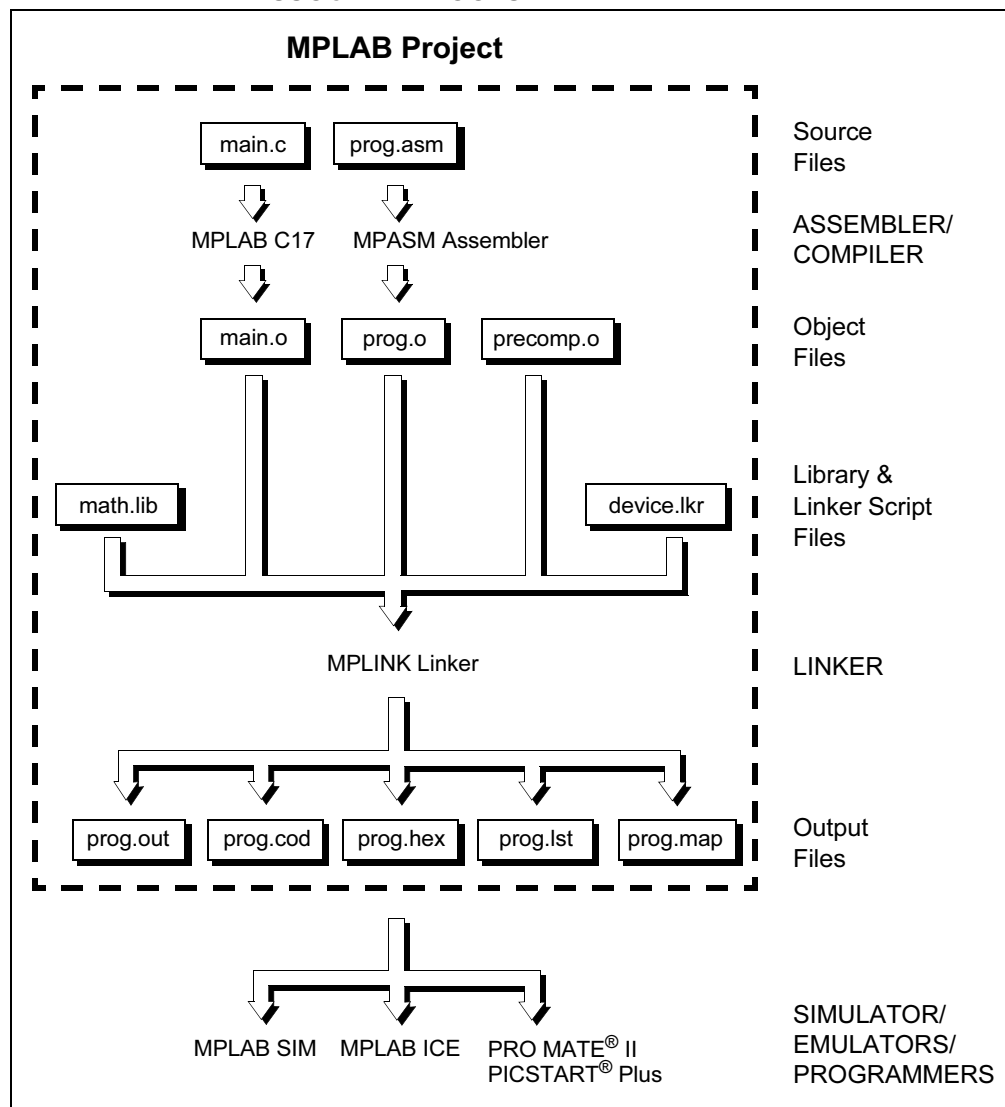 MPLAB Project
main.c
prog.asm
Source
Files
MPLAB C17
MPASM Assembler
ASSEMBLER/
COMPILER
main.o
prog.o
precomp.o
Object
Files
math.lib
device.lkr
Library &
Linker Script
Files
MPLINK Linker
LINKER
prog.out
prog.cod
prog.hex
prog.lst
prog.map
Output
Files
MPLAB SIM
MPLAB ICE
PRO MATE® II
PICSTART® Plus
SIMULATOR/
EMULATORS/
PROGRAMMERS